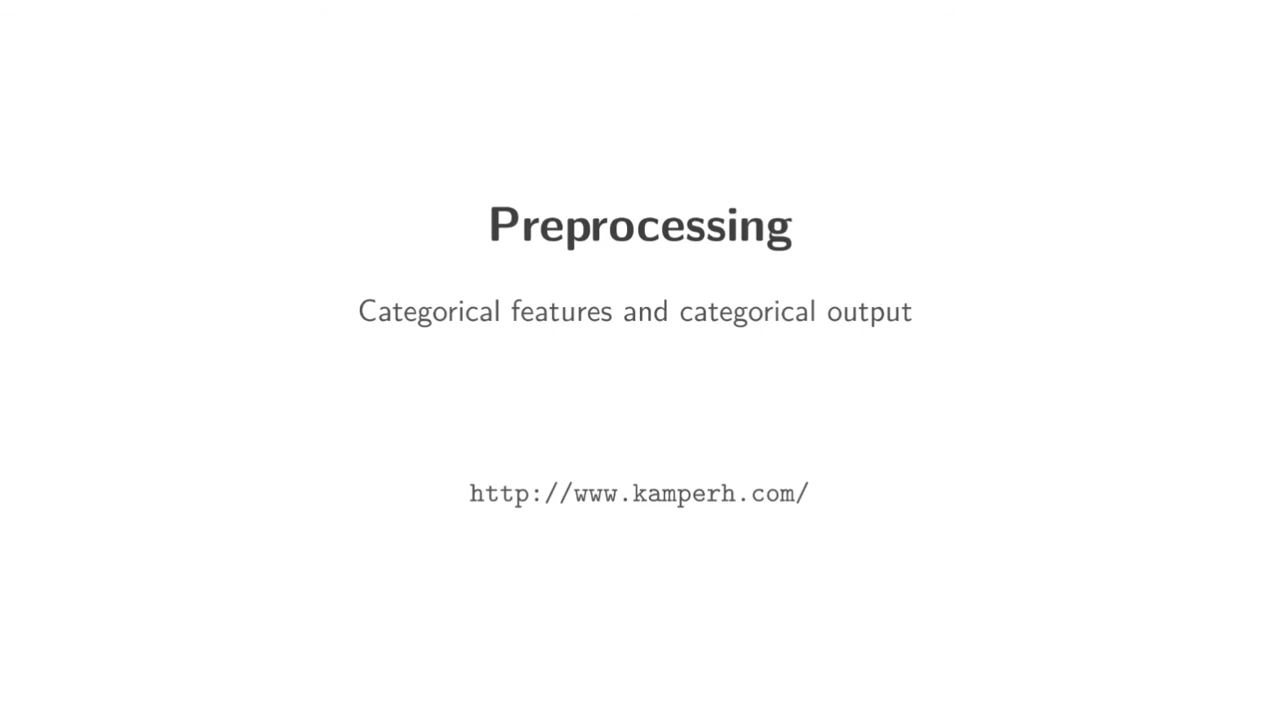 Preprocessing
Categorical features and categorical output
http://www.kamperh.com/